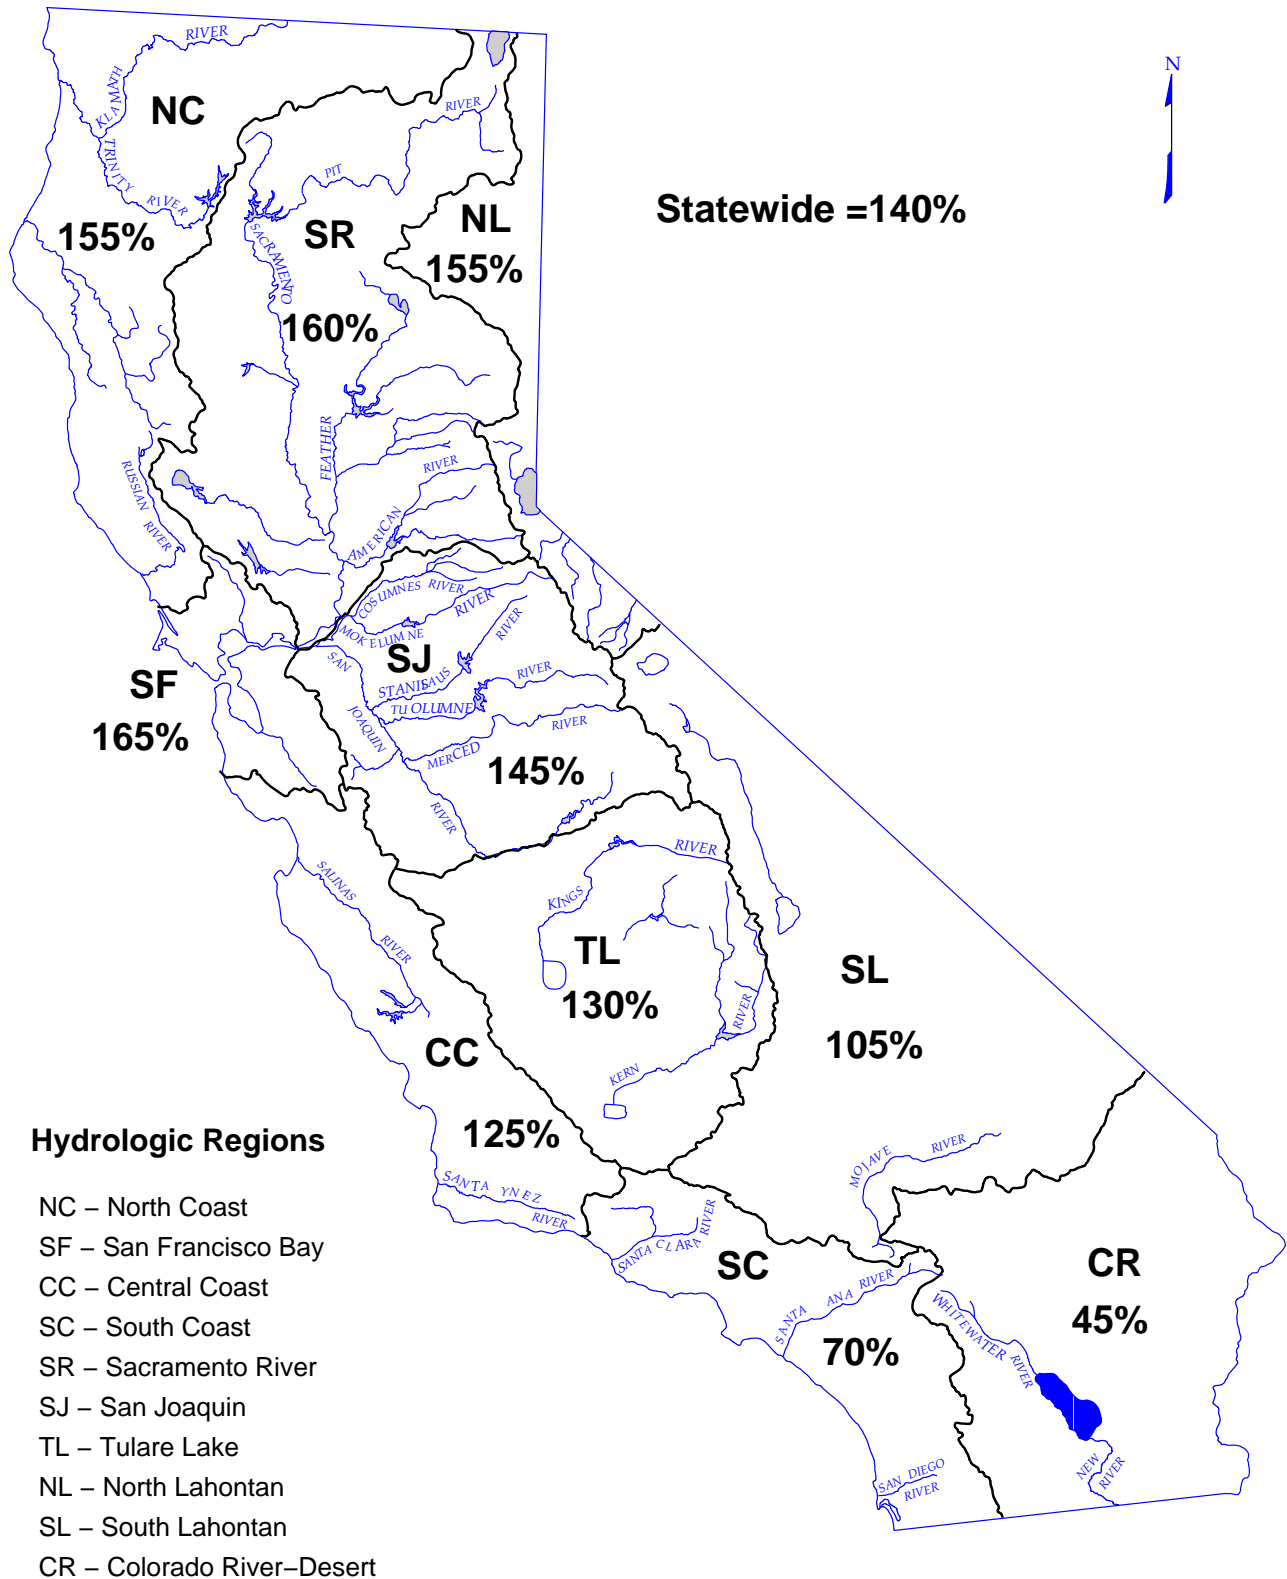 RIVER
N
KLAMATH
NC
RIVER
TRINITY RIVER
PIT
Statewide =140%
NL
155%
SR
155%
SACRAMENTO
160%
FEATHER
RIVER
AMERICAN
RUSSIAN RIVER
COSUMNES RIVER
RIVER
MOKELUMNE
RIVER
SAN
SJ
STANISLAUS
RIVER
SF
TUOLUMNE
165%
JOAQUIN
RIVER
MERCED
145%
RIVER
RIVER
SALINAS
KINGS
RIVER
TL
SL
130%
RIVER
105%
CC
KERN
125%
Hydrologic Regions
MOJAVE RIVER
SANTA YNEZ
RIVER
SANTA CLARA RIVER
SC
CR
SANTA ANA RIVER
45%
WHITEWATER RIVER
70%
NEW
RIVER
SAN DIEGO
RIVER
NC – North Coast
SF – San Francisco Bay
CC – Central Coast
SC – South Coast
SR – Sacramento River
SJ – San Joaquin
TL – Tulare Lake
NL – North Lahontan
SL – South Lahontan
CR – Colorado River–Desert